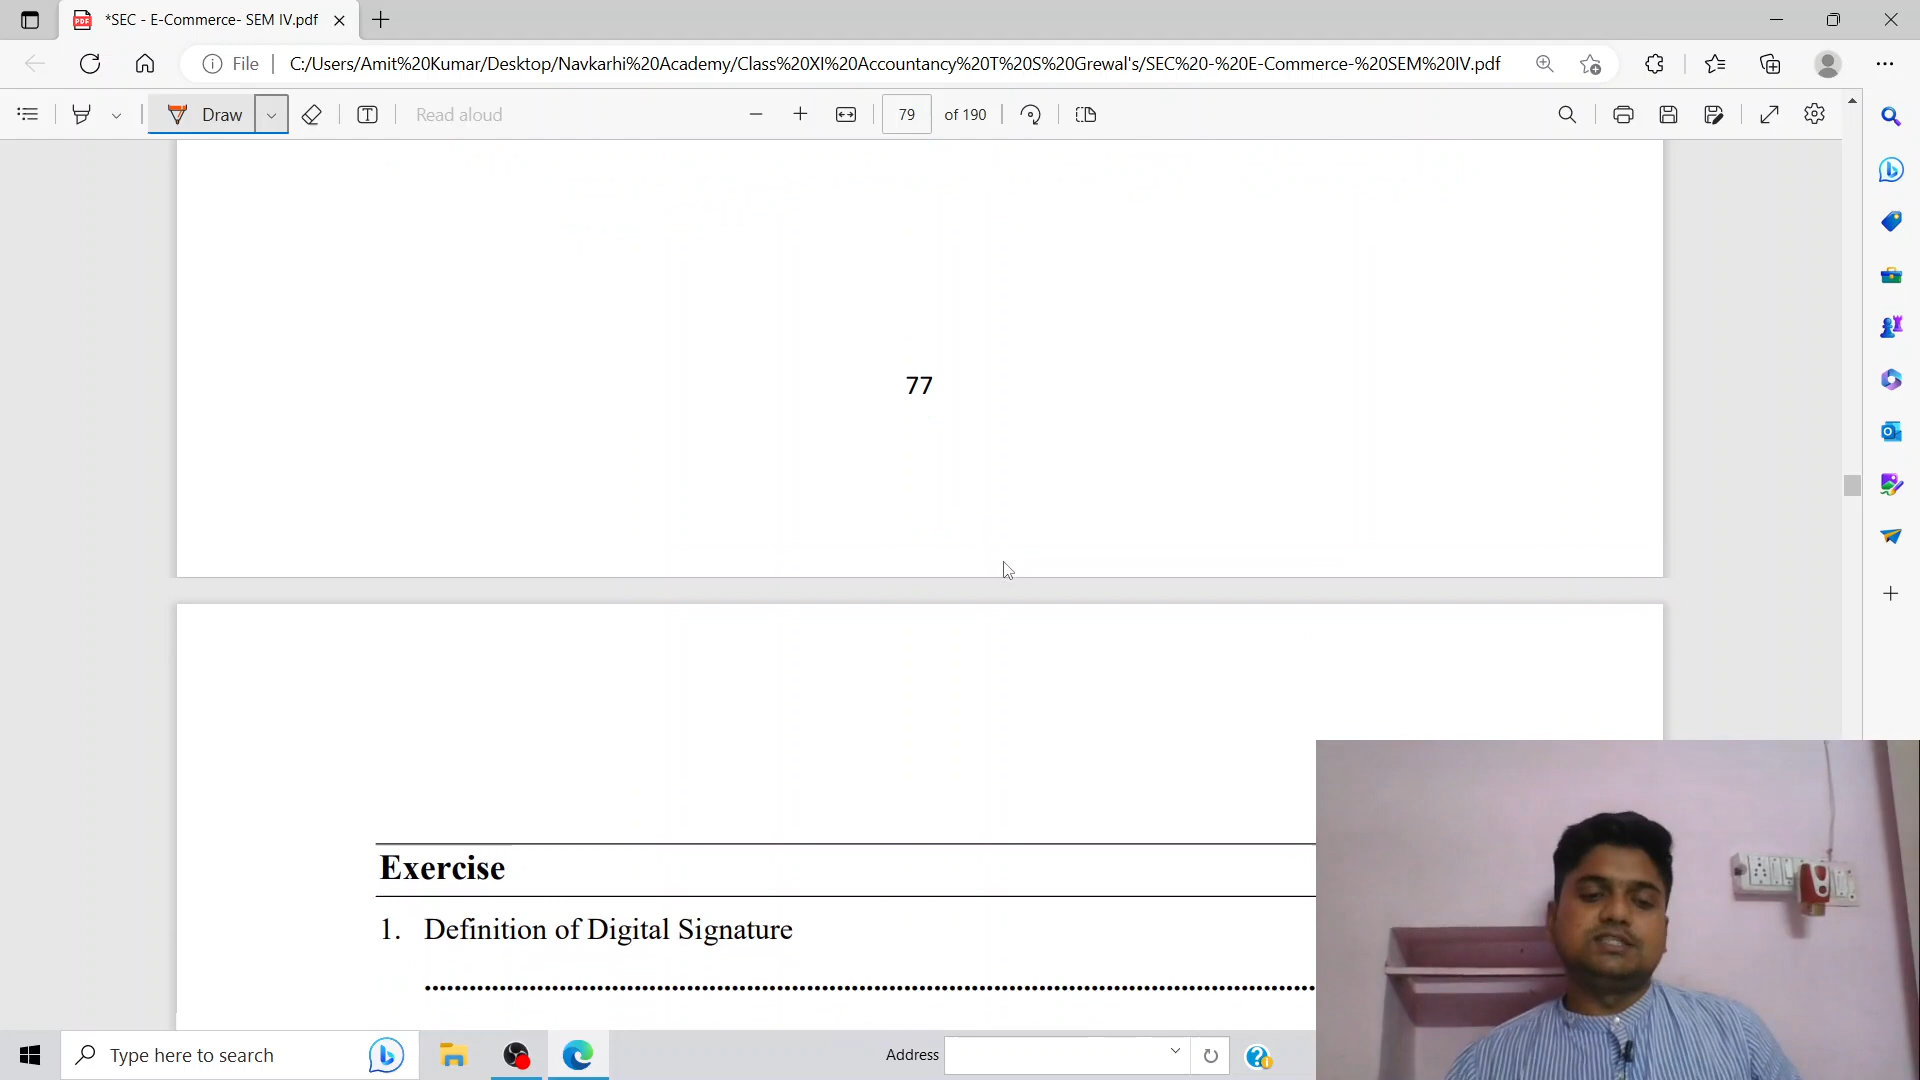 *SEC - E-Commerce- SEM IV.pdf
File
C:/Users/Amit%20Kumar/Desktop/Navkarhi%20Academy/Class%20XI%20Accountancy%20T%20S%20Grewal's/SEC%20-%20E-Commerce-%20SEM%20IV.pdf
Draw
Read aloud
79 of 190
77
Exercise
1. Definition of Digital Signature
................................................................................
Type here to search
Address